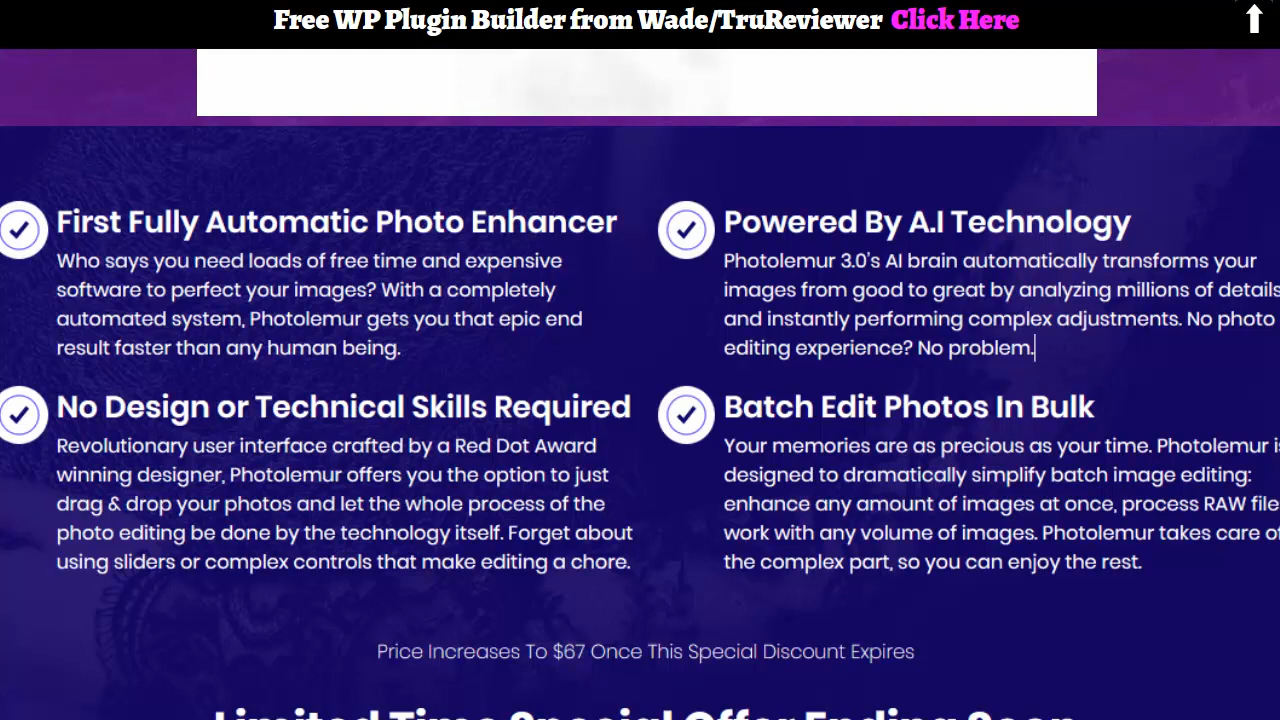 Free WP Plugin Builder from Wade/TruReviewer Click Here
First Fully Automatic Photo Enhancer
Who says you need loads of free time and expensive
software to perfect your images? With a completely
automated system, Photolemur gets you that epic end
result faster than any human being.
Powered By A.I Technology
Photolemur 3.0's AI brain automatically transforms your
images from good to great by analyzing millions of details
and instantly performing complex adjustments. No photo
editing experience? No problem.
No Design or Technical Skills Required
Revolutionary user interface crafted by a Red Dot Award
winning designer, Photolemur offers you the option to just
drag & drop your photos and let the whole process of the
photo editing be done by the technology itself. Forget about
using sliders or complex controls that make editing a chore.
Batch Edit Photos In Bulk
Your memories are as precious as your time. Photolemur is
designed to dramatically simplify batch image editing:
enhance any amount of images at once, process RAW file
work with any volume of images. Photolemur takes care of
the complex part, so you can enjoy the rest.
Price Increases To $67 Once This Special Discount Expires
Limited Time Special Offer Ending Soon